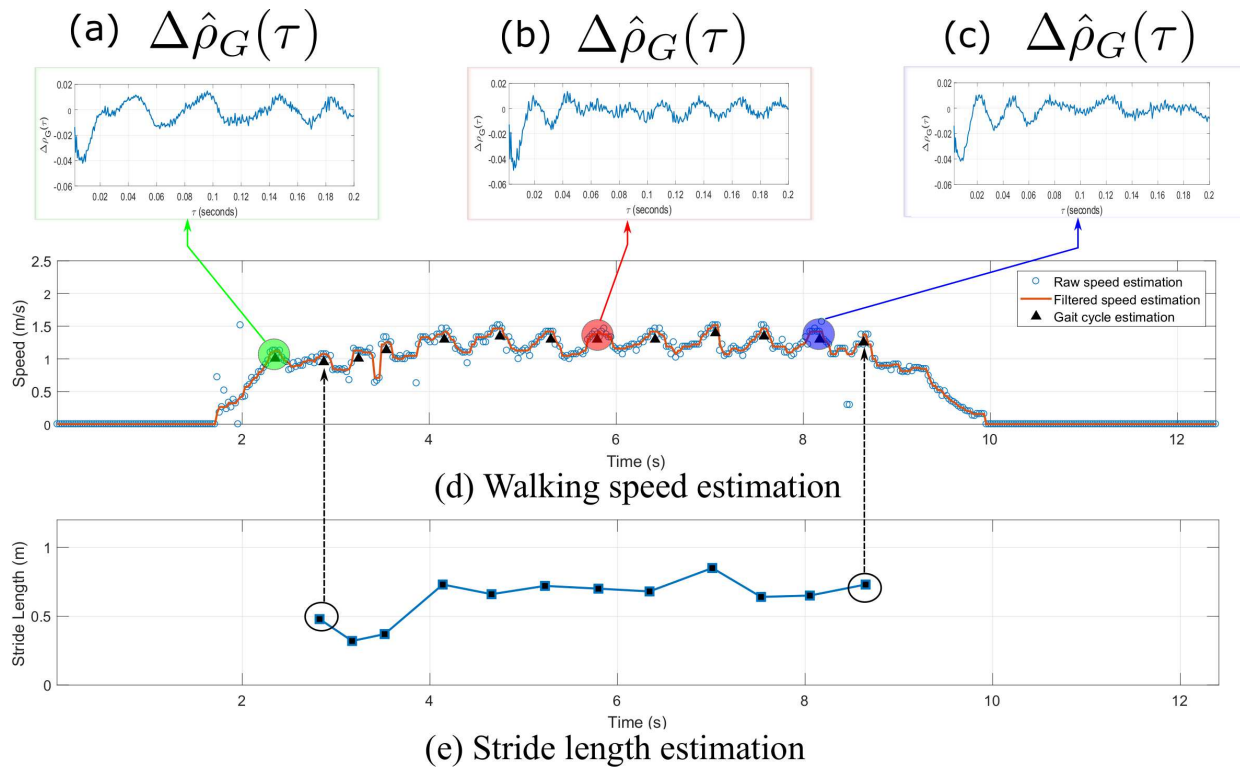 (a) Δρ̂_G(τ)
(b) Δρ̂_G(τ)
(c) Δρ̂_G(τ)
0.02
0
-0.02
-0.04
-0.06
Δρ_G(τ)
0.02 0.04 0.06 0.08 0.1 0.12 0.14 0.16 0.18 0.2
τ (seconds)
0.02
0
-0.02
-0.04
-0.06
Δρ_G(τ)
0.02 0.04 0.06 0.08 0.1 0.12 0.14 0.16 0.18 0.2
τ (seconds)
0.02
0
-0.02
-0.04
-0.06
Δρ_G(τ)
0.02 0.04 0.06 0.08 0.1 0.12 0.14 0.16 0.18 0.2
τ (seconds)
2.5
2
1.5
1
0.5
0
Speed (m/s)
Raw speed estimation
Filtered speed estimation
Gait cycle estimation
2 4 6 8 10 12
Time (s)
(d) Walking speed estimation
1
0.5
0
Stride Length (m)
2 4 6 8 10 12
Time (s)
(e) Stride length estimation